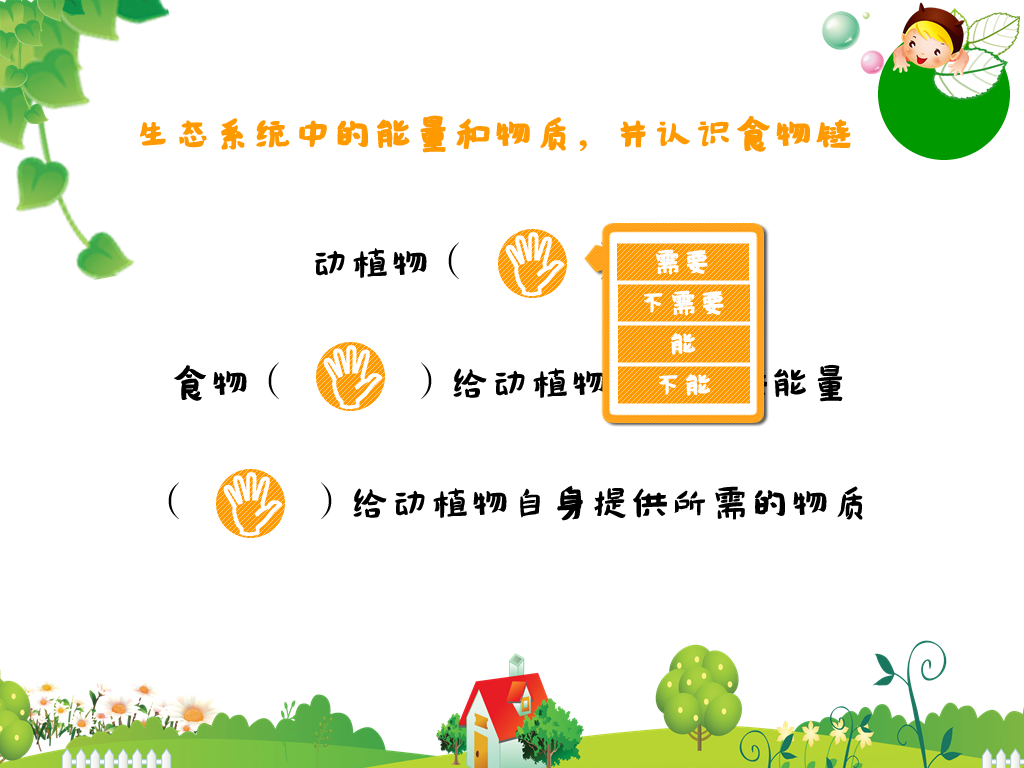 生态系统中的能量和物质，并认识食物链
动植物（
需要
不需要
能
不能
食物（ ）给动植物 能量
（ ）给动植物自身提供所需的物质